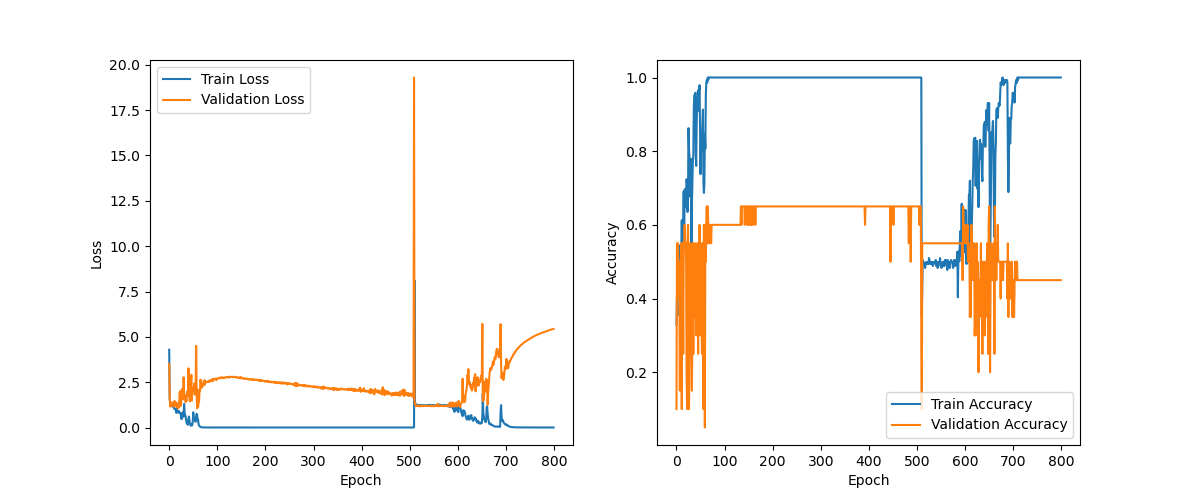 20.0
17.5
15.0
12.5
10.0
7.5
5.0
2.5
0.0
Loss
0 100 200 300 400 500 600 700 800
Epoch
Train Loss
Validation Loss
1.0
0.8
0.6
0.4
0.2
Accuracy
0 100 200 300 400 500 600 700 800
Epoch
Train Accuracy
Validation Accuracy